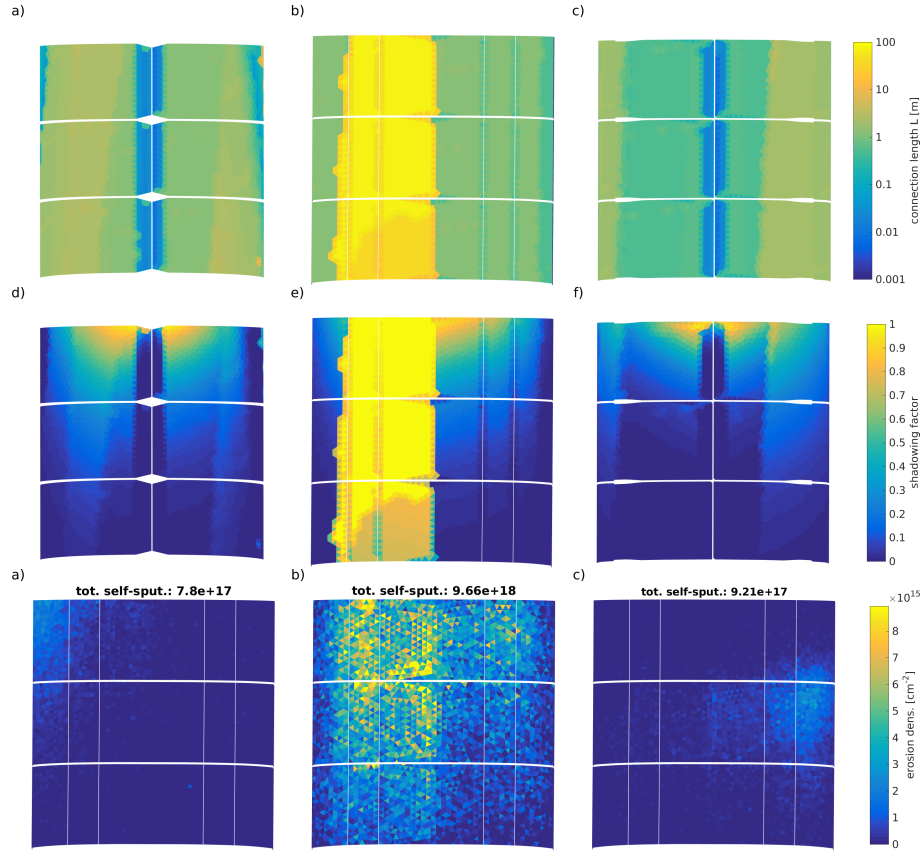 a)
b)
c)
100
10
1
0.1
0.01
0.001
connection length L [m]
d)
e)
f)
1
0.9
0.8
0.7
0.6
0.5
0.4
0.3
0.2
0.1
0
shadowing factor
a)
b)
c)
tot. self-sput.: 7.8e+17
tot. self-sput.: 9.66e+18
tot. self-sput.: 9.21e+17
×10¹⁵
8
7
6
5
4
3
2
1
0
erosion dens. [cm⁻²]